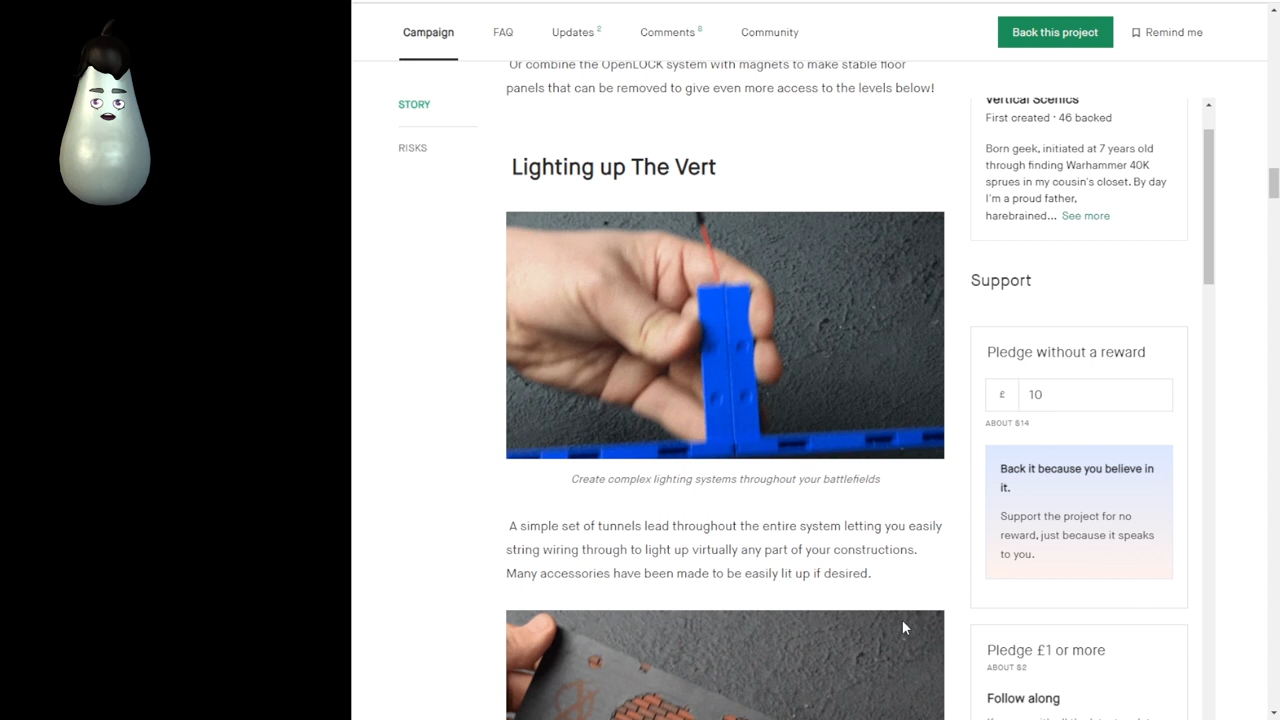 Campaign
FAQ
Updates 2
Comments 8
Community
Back this project
Remind me
Or combine the OpenLOCK system with magnets to make stable floor
panels that can be removed to give even more access to the levels below!
STORY
RISKS
Lighting up The Vert
Create complex lighting systems throughout your battlefields
A simple set of tunnels lead throughout the entire system letting you easily
string wiring through to light up virtually any part of your constructions.
Many accessories have been made to be easily lit up if desired.
Vertical Scenics
First created · 46 backed
Born geek, initiated at 7 years old
through finding Warhammer 40K
sprues in my cousin's closet. By day
I'm a proud father,
harebrained... See more
Support
Pledge without a reward
£ 10
ABOUT $14
Back it because you believe in
it.
Support the project for no
reward, just because it speaks
to you.
Pledge £1 or more
ABOUT $2
Follow along